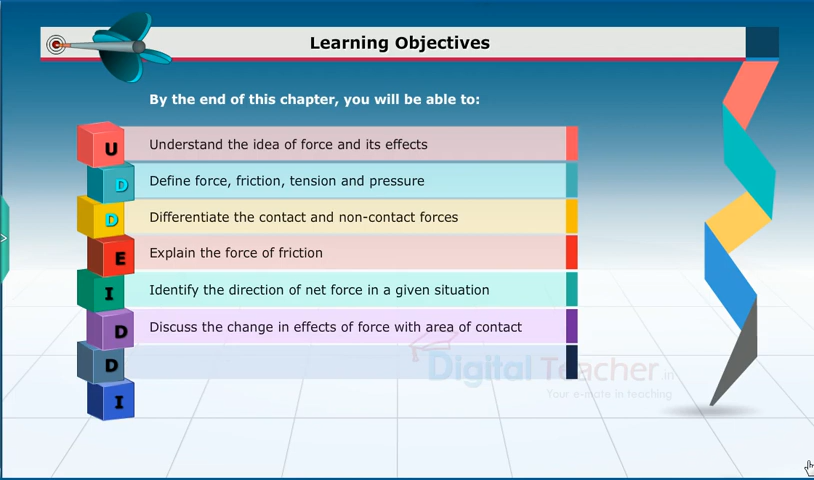 Learning Objectives
By the end of this chapter, you will be able to:
U Understand the idea of force and its effects
D Define force, friction, tension and pressure
D Differentiate the contact and non-contact forces
E Explain the force of friction
I Identify the direction of net force in a given situation
D Discuss the change in effects of force with area of contact
D
Digital Teacher.in
Your e-mate in teaching
I